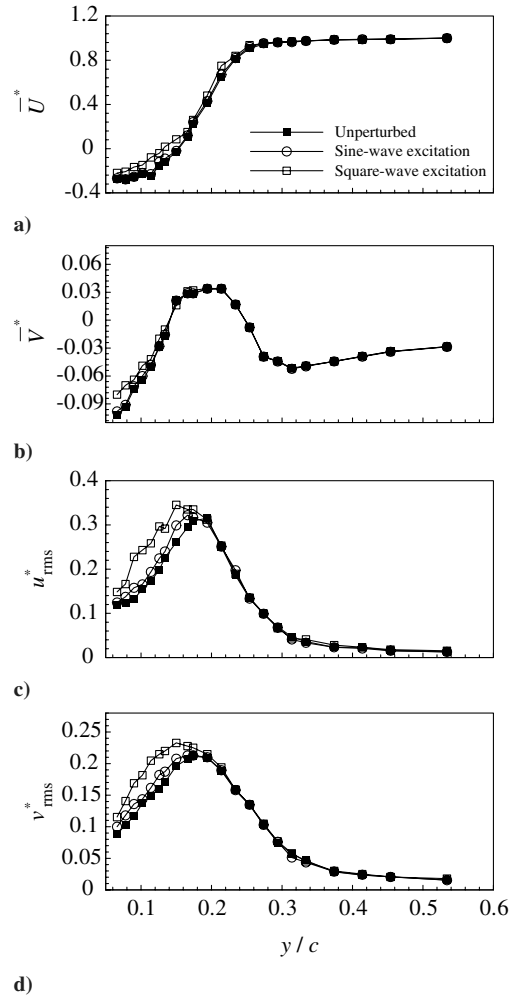 1.2
0.8
0.4
0
-0.4
U̅*
Unperturbed
Sine-wave excitation
Square-wave excitation
a)
0.06
0.03
0
-0.03
-0.06
-0.09
V̅*
b)
0.4
0.3
0.2
0.1
0
u*rms
c)
0.25
0.2
0.15
0.1
0.05
0
v*rms
0.1 0.2 0.3 0.4 0.5 0.6
y / c
d)